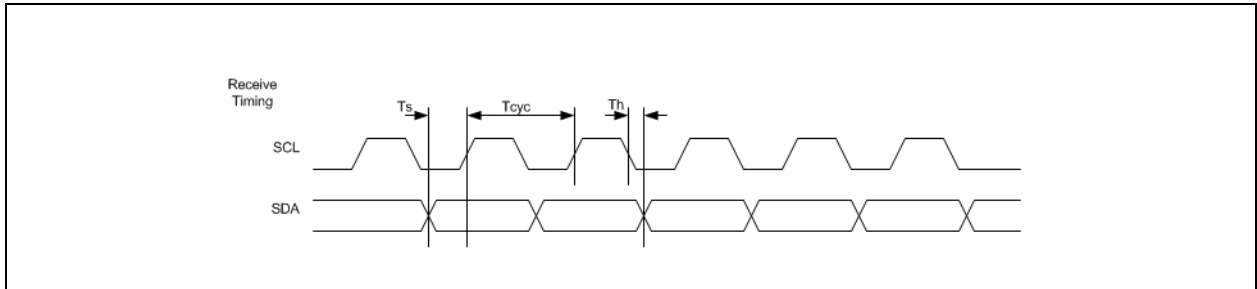 Receive
Timing
Ts
Tcyc
Th
SCL
SDA